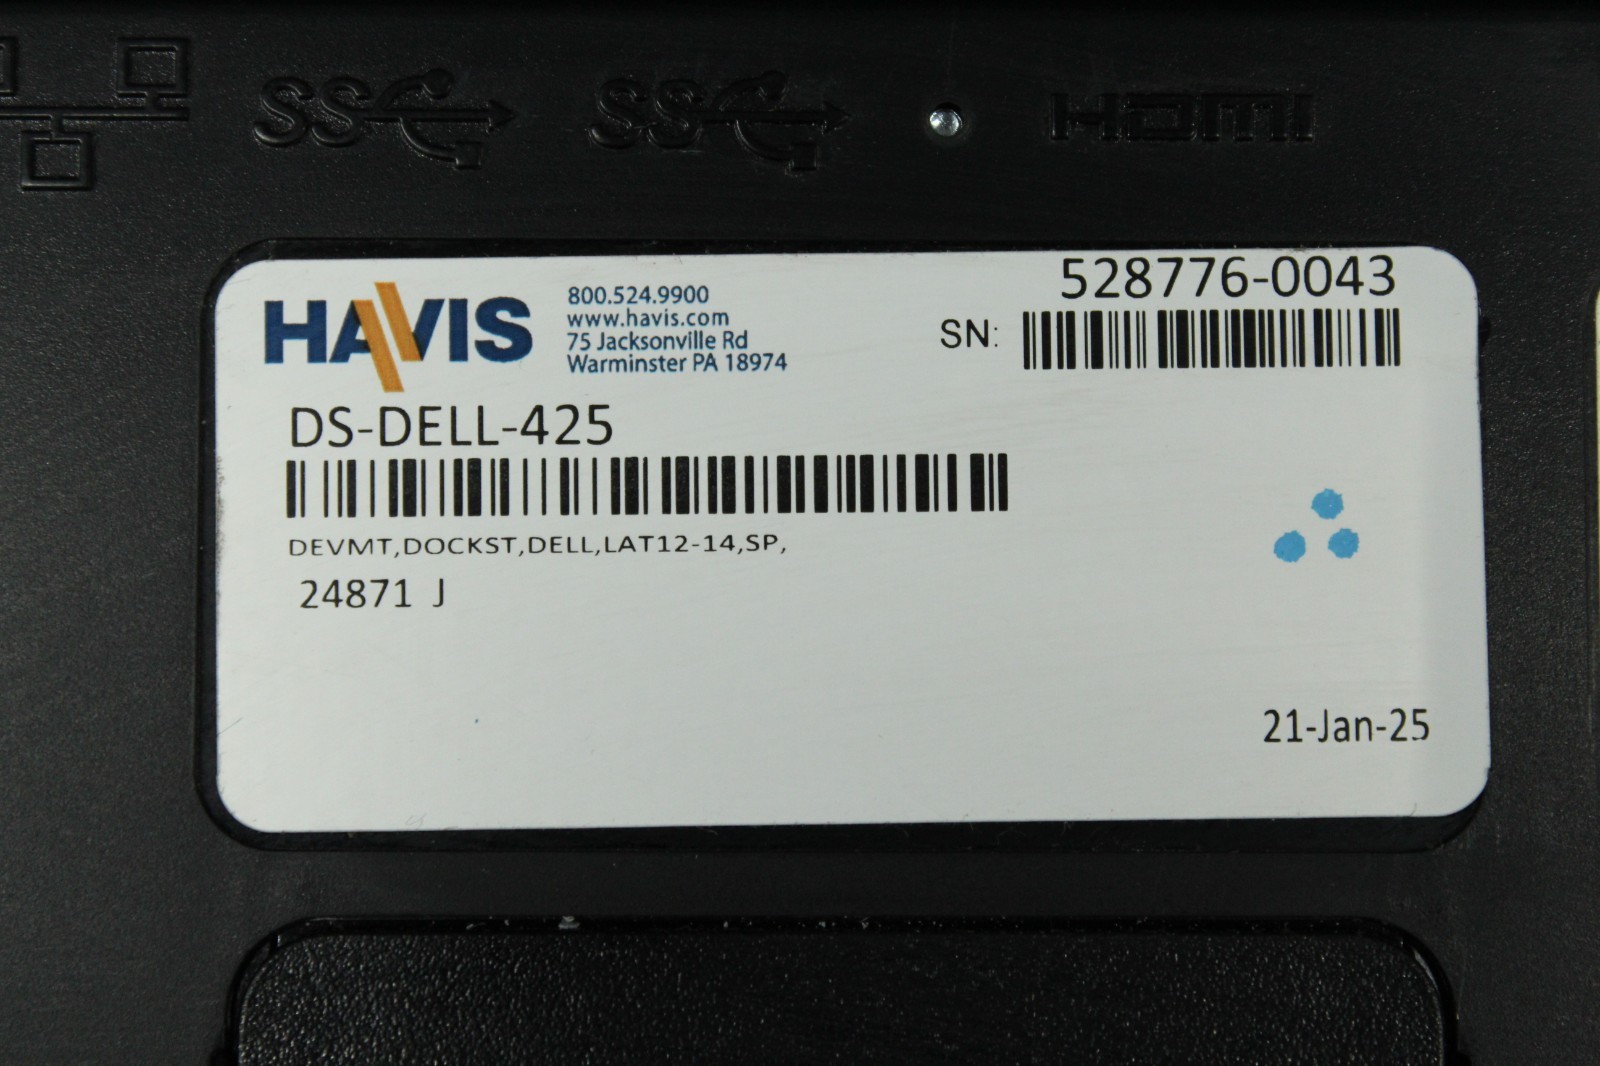 SS SS HDMI
HAVIS
800.524.9900
www.havis.com
75 Jacksonville Rd
Warminster PA 18974
528776-0043
SN:
DS-DELL-425
DEVMT,DOCKST,DELL,LAT12-14,SP,
24871 J
21-Jan-25